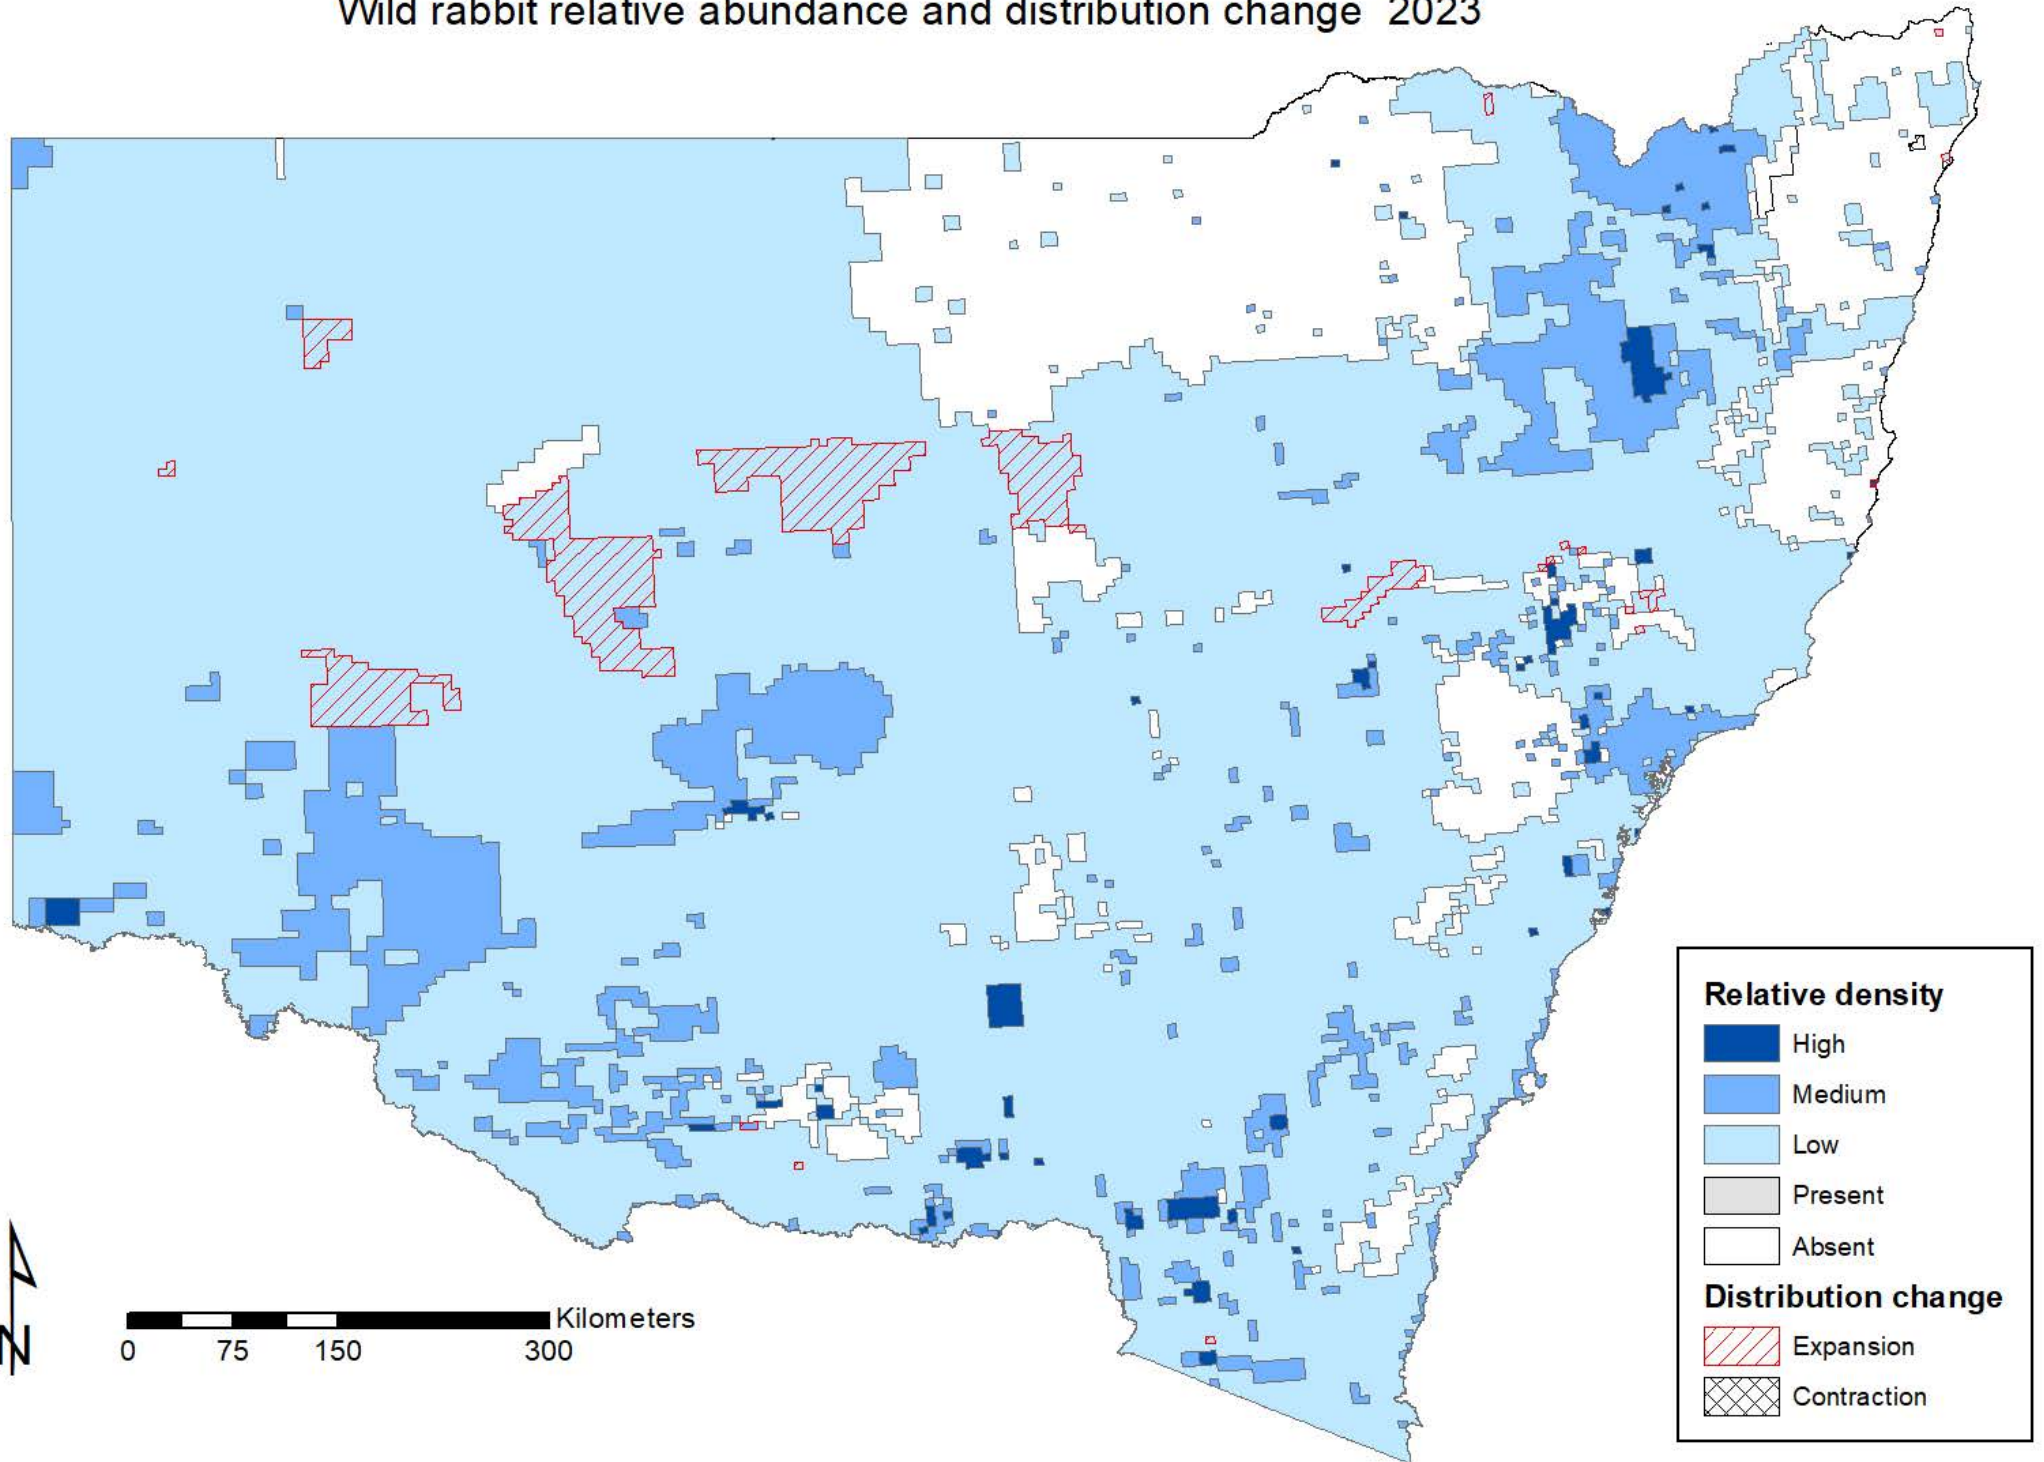 Wild rabbit relative abundance and distribution change 2023
Relative density
High
Medium
Low
Present
Absent
Distribution change
Expansion
Contraction
N
Kilometers
0 75 150 300